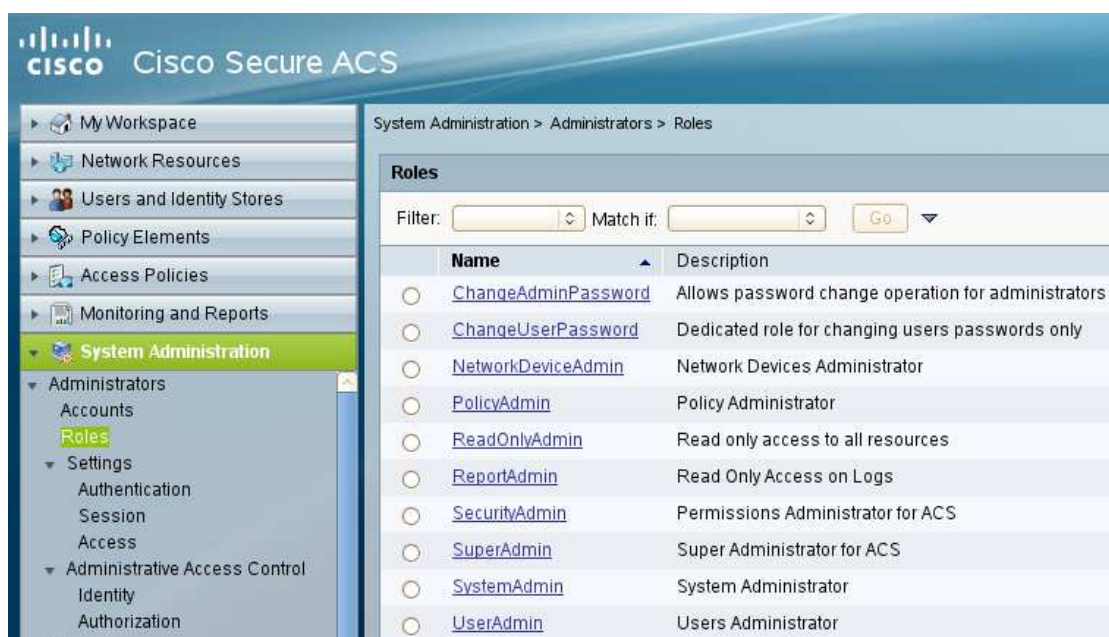 cisco Cisco Secure ACS
My Workspace
Network Resources
Users and Identity Stores
Policy Elements
Access Policies
Monitoring and Reports
System Administration
Administrators
Accounts
Roles
Settings
Authentication
Session
Access
Administrative Access Control
Identity
Authorization
System Administration > Administrators > Roles
Roles
Filter: Match if: Go
Name Description
ChangeAdminPassword Allows password change operation for administrators
ChangeUserPassword Dedicated role for changing users passwords only
NetworkDeviceAdmin Network Devices Administrator
PolicyAdmin Policy Administrator
ReadOnlyAdmin Read only access to all resources
ReportAdmin Read Only Access on Logs
SecurityAdmin Permissions Administrator for ACS
SuperAdmin Super Administrator for ACS
SystemAdmin System Administrator
UserAdmin Users Administrator